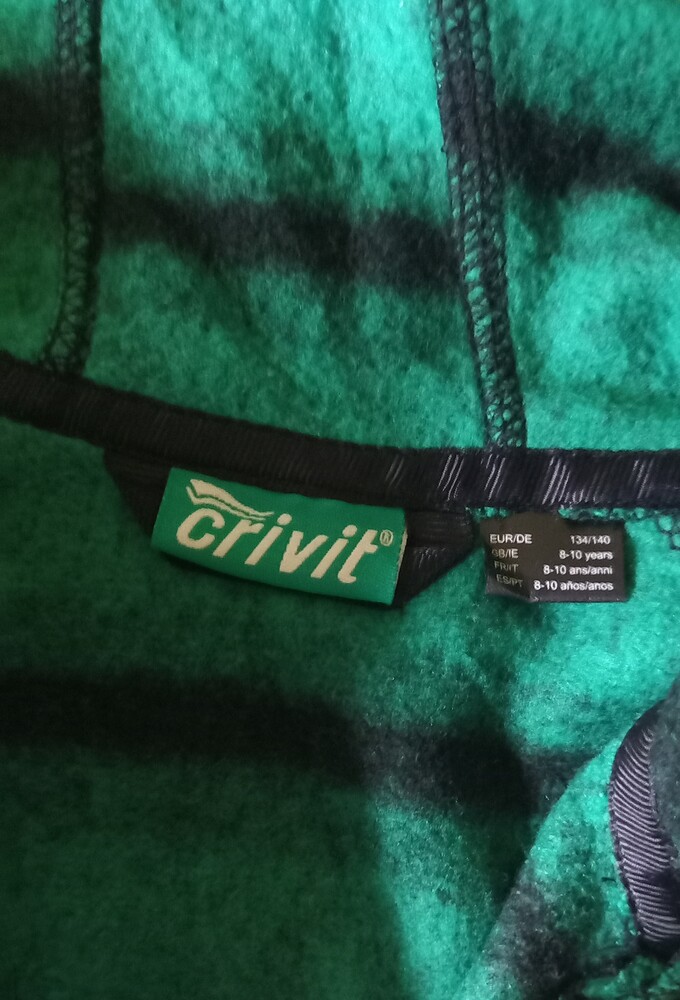 crivit®
EUR/DE 134/140
GB/IE 8-10 years
FR/IT 8-10 ans/anni
ES/PT 8-10 años/anos